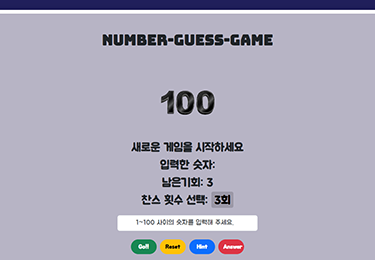 NUMBER-GUESS-GAME
100
새로운 게임을 시작하세요
입력한 숫자:
남은기회: 3
찬스 횟수 선택: 3회
1~100 사이의 숫자를 입력해 주세요.
Go!! Reset Hint Answer